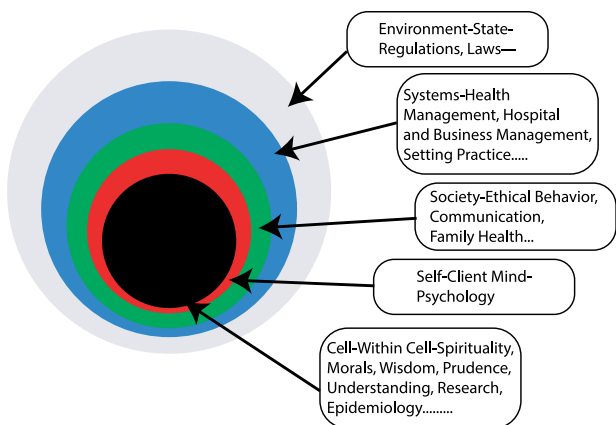 Environment-State-
Regulations, Laws—
Systems-Health
Management, Hospital
and Business Management,
Setting Practice.....
Society-Ethical Behavior,
Communication,
Family Health...
Self-Client Mind-
Psychology
Cell-Within Cell-Spirituality,
Morals, Wisdom, Prudence,
Understanding, Research,
Epidemiology.........